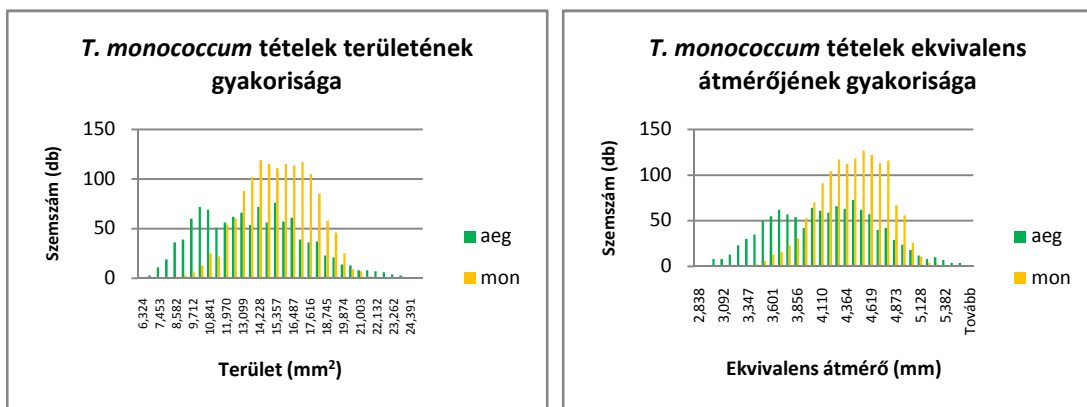 T. monococcum tételek területének
gyakorisága
Szemszám (db)
150
100
50
0
6,324
7,453
8,582
9,712
10,841
11,970
13,099
14,228
15,357
16,487
17,616
18,745
19,874
21,003
22,132
23,262
24,391
Terület (mm²)
aeg
mon
T. monococcum tételek ekvivalens
átmérőjének gyakorisága
Szemszám (db)
150
100
50
0
2,838
3,092
3,347
3,601
3,856
4,110
4,364
4,619
4,873
5,128
5,382
Tovább
Ekvivalens átmérő (mm)
aeg
mon